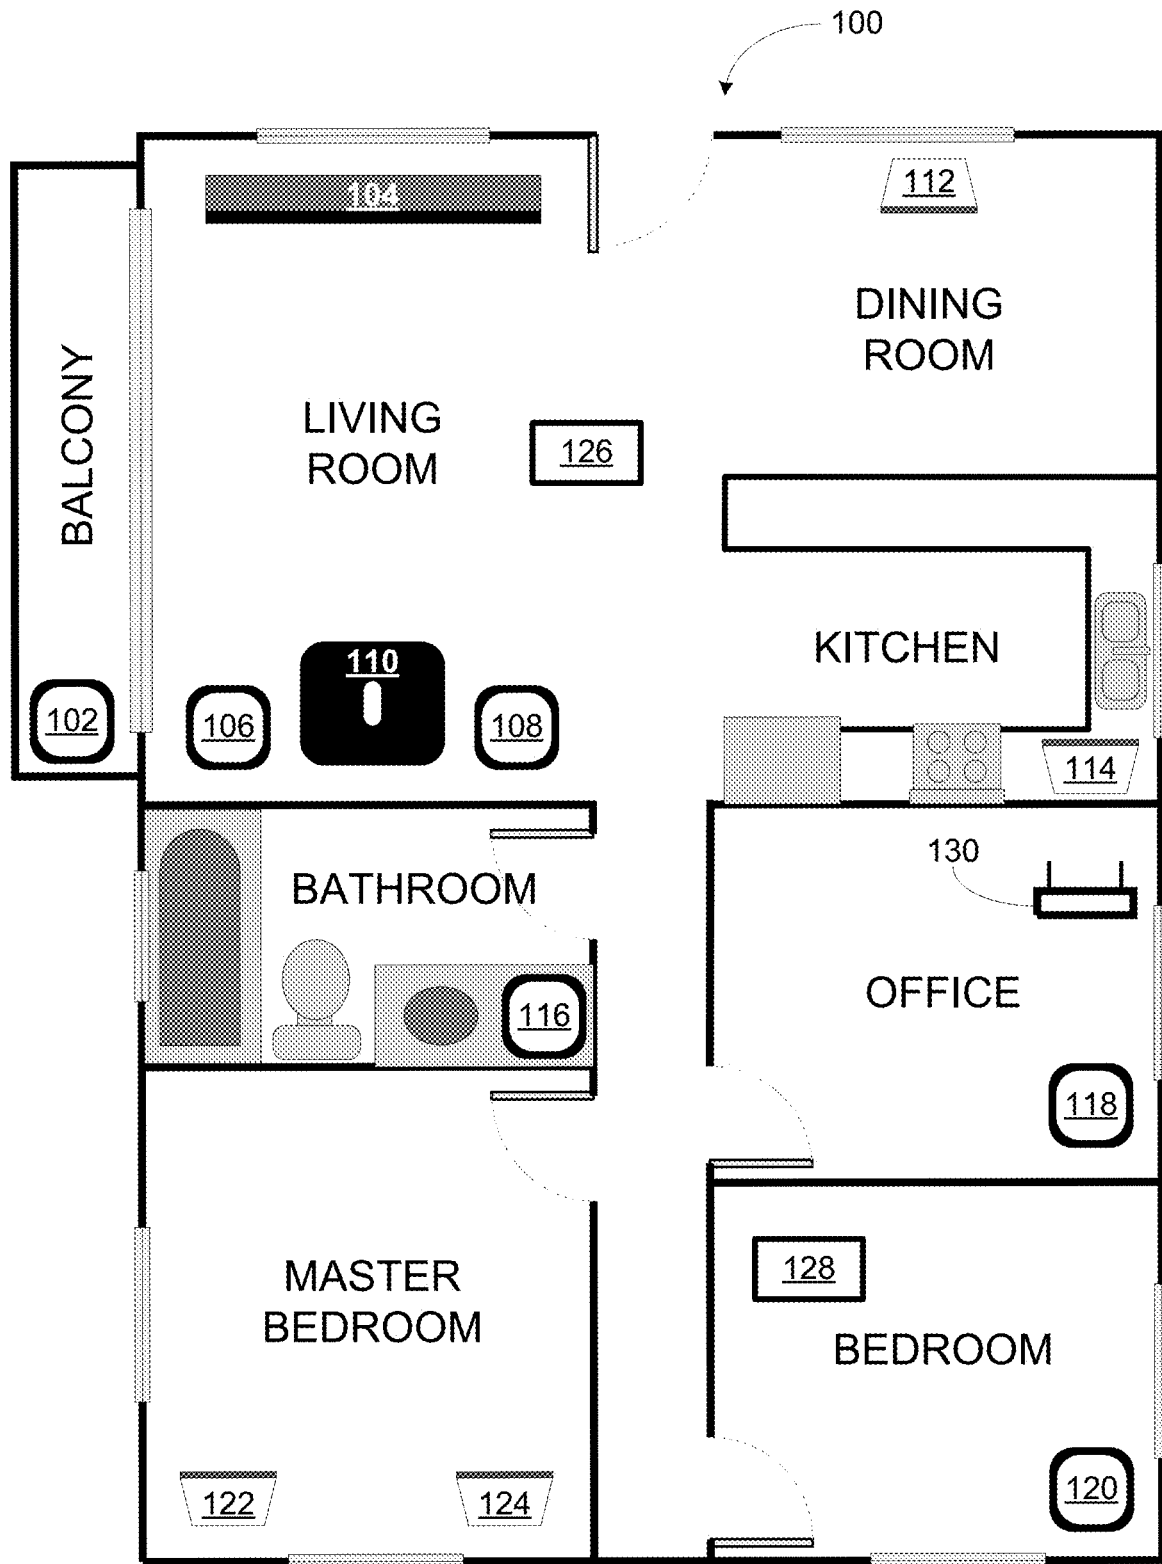 100
104
112
DINING
ROOM
BALCONY
LIVING
ROOM
126
KITCHEN
110
102
106
108
114
130
BATHROOM
OFFICE
116
118
128
MASTER
BEDROOM
BEDROOM
122
124
120